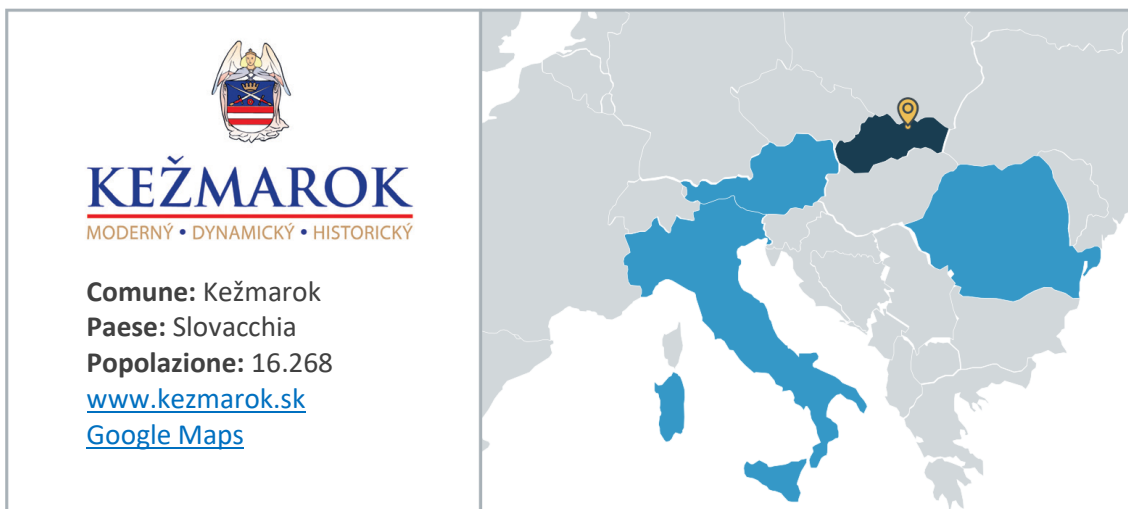 KEŽMAROK
MODERNÝ • DYNAMICKÝ • HISTORICKÝ
Comune: Kežmarok
Paese: Slovacchia
Popolazione: 16.268
www.kezmarok.sk
Google Maps